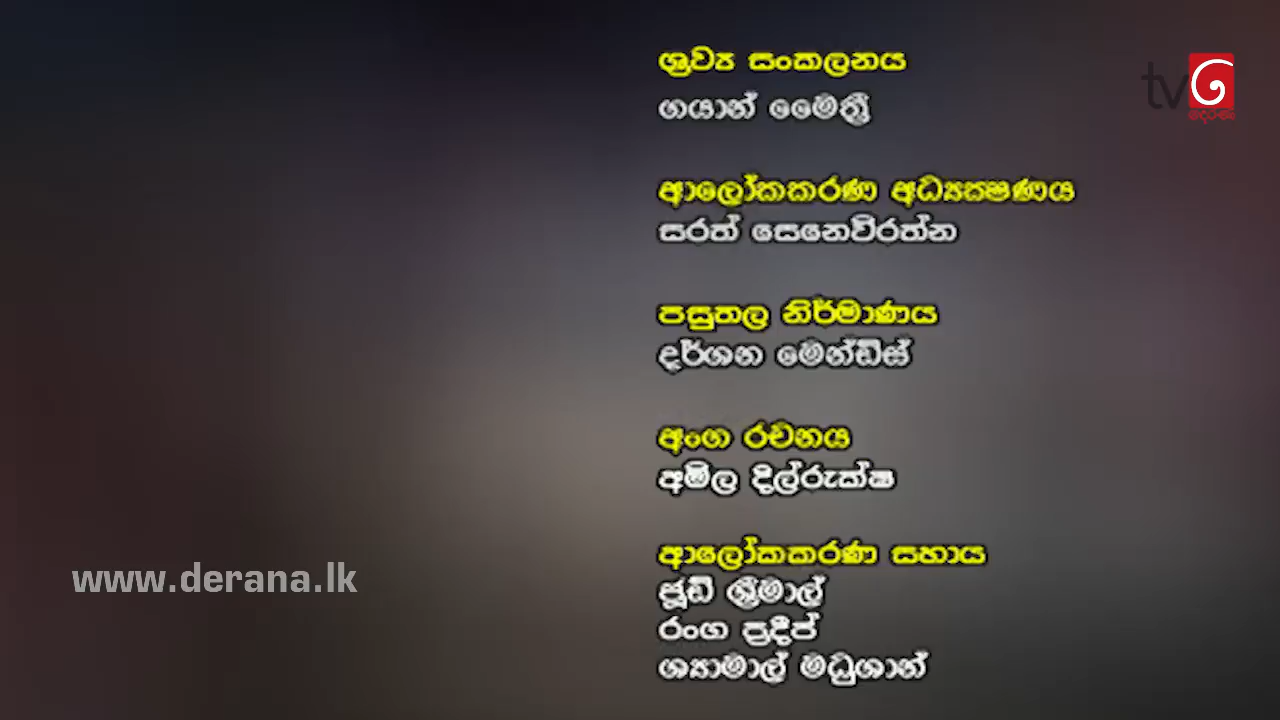 ශ්‍රව්‍ය සංකලනය
ගයාන් මෛත්‍රී
tv
දෙරණ
ආලෝකකරණ අධ්‍යක්ෂණය
සරත් සෙනෙවිරත්න
පසුතල නිර්මාණය
දර්ශන මෙන්ඩිස්
අංග රචනය
අමිල දිල්රුක්ෂ
ආලෝකකරණ සහාය
ජූඩ් ශ්‍රීමාල්
රංග ප්‍රදීප්
ශ්‍යාමාල් මධුශාන්
www.derana.lk